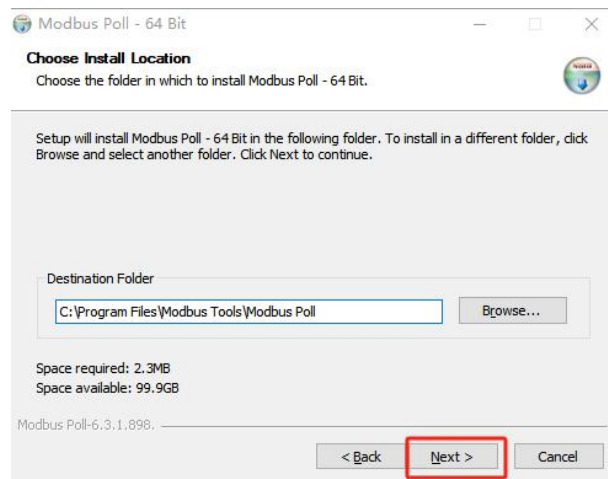 Modbus Poll - 64 Bit
Choose Install Location
Choose the folder in which to install Modbus Poll - 64 Bit.
Setup will install Modbus Poll - 64 Bit in the following folder. To install in a different folder, click
Browse and select another folder. Click Next to continue.
Destination Folder
C:\Program Files\Modbus Tools\Modbus Poll
Browse...
Space required: 2.3MB
Space available: 99.9GB
Modbus Poll-6.3.1.898.
< Back
Next >
Cancel